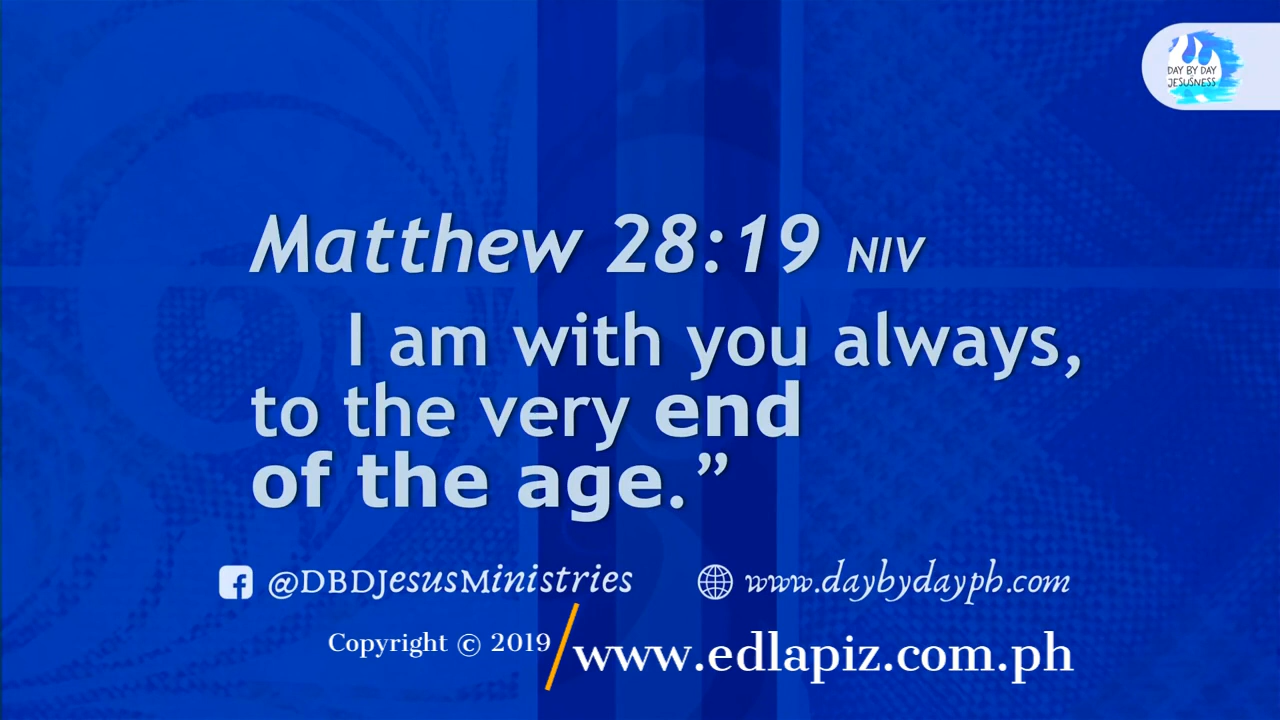 DAY BY DAY
JESUSNESS
Matthew 28:19 NIV
I am with you always,
to the very end
of the age.”
@DBDJesusMinistries
www.daybydayph.com
Copyright © 2019
www.edlapiz.com.ph